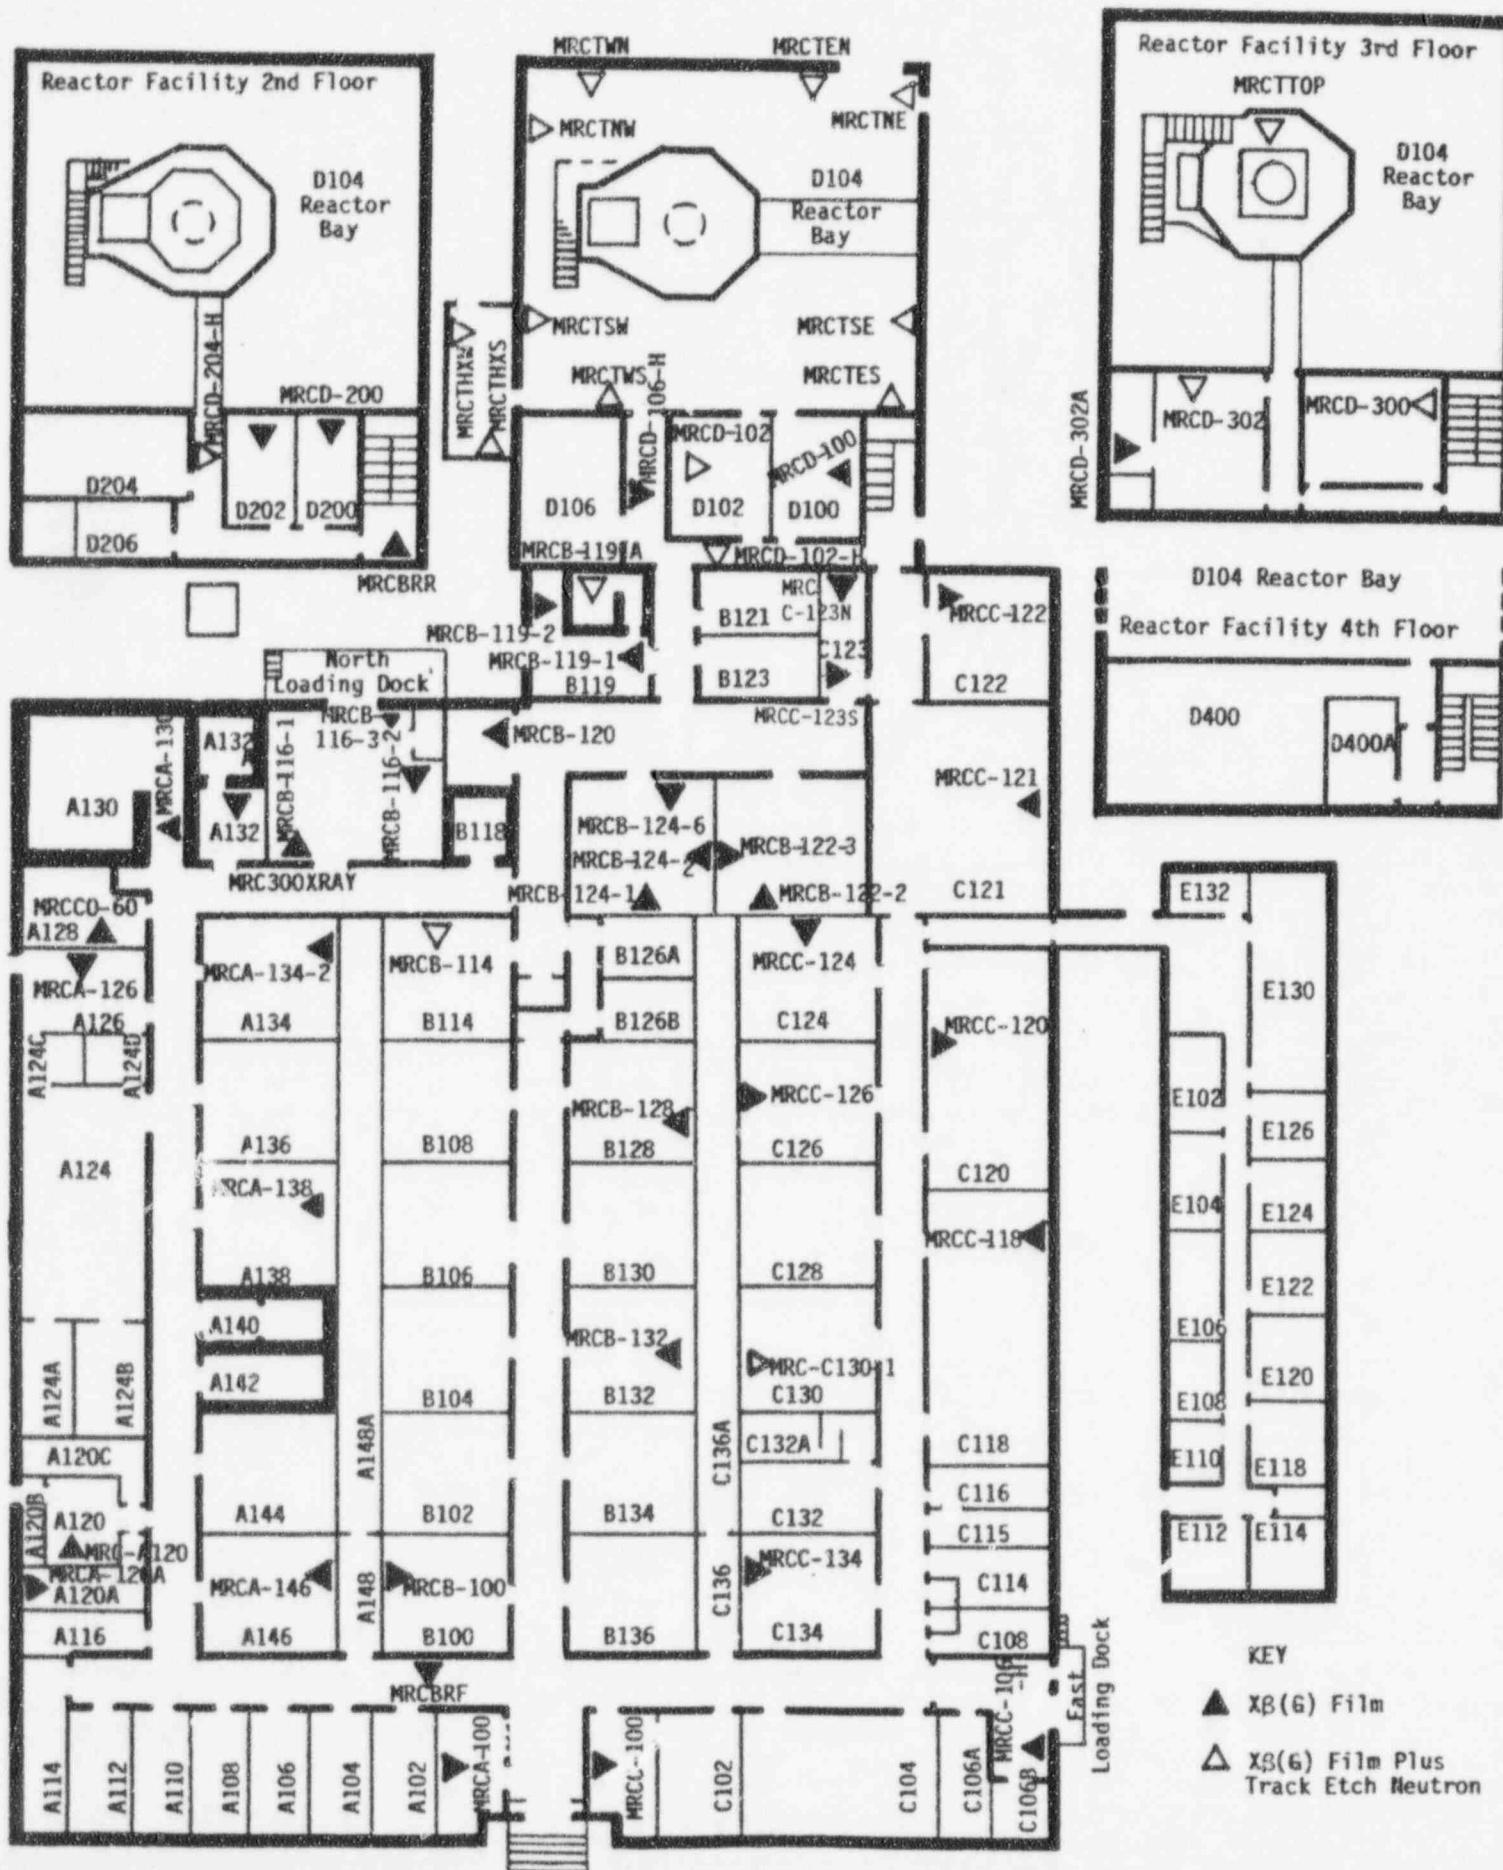 Reactor Facility 2nd Floor
D104
Reactor
Bay
MRCD-204-H
MRCD-200
D204
D202
D200
D206
MRCBRR
MRCTWN
MRCTEN
MRCTNW
MRCTNE
D104
Reactor
Bay
MRCTSW
MRCTSE
MRCTHXW
MRCTHXS
MRCTWS
MRCD-106-H
MRCTES
MRCD-102
MRCD-100
D106
D102
D100
MRCD-102-H
Reactor Facility 3rd Floor
MRCTTOP
D104
Reactor
Bay
MRCD-302A
MRCD-302
MRCD-300
D104 Reactor Bay
Reactor Facility 4th Floor
D400
D400A
MRCB-119-2
MRCB-119-1
B119
B121
MRC
C-123N
C123
B123
MRCC-123S
MRCC-122
C122
North
Loading Dock
MRCB-
116-3
MRCB-116-1
MRCB-116-2
MRCB-120
A130
A132
A132
B118
MRC300XRAY
MRCC-121
C121
MRCB-124-6
MRCB-124-2
MRCB-124-1
MRCB-122-3
MRCB-122-2
MRCCO-60
A128
MRCA-126
A126
A124C
A124D
A124
A124A
A124B
A120C
A120B
A120
MRC-A120
A120A
A116
MRCA-134-2
A134
A136
MRCA-138
A138
A140
A142
A144
MRCA-146
A146
A148A
A148
MRCB-114
B114
B108
B106
B104
B102
MRCB-100
B100
MRCBRF
B126A
B126B
MRCB-128
B128
B130
MRCB-132
B132
B134
B136
C136A
C136
MRCC-124
C124
MRCC-126
C126
C128
MRC-C130-1
C130
C132A
C132
MRCC-134
C134
MRCC-120
C120
MRCC-118
C118
C116
C115
C114
C108
East
Loading Dock
E132
E130
E102
E126
E104
E124
E122
E106
E120
E108
E110
E118
E112
E114
A114
A112
A110
A108
A106
A104
A102
MRCA-100
MRCC-100
C102
C104
C106A
C106B
KEY
Xβ(G) Film
Xβ(G) Film Plus
Track Etch Neutron